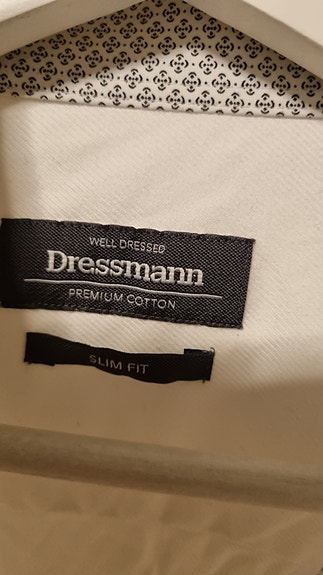 WELL DRESSED
Dressmann
PREMIUM COTTON
SLIM FIT